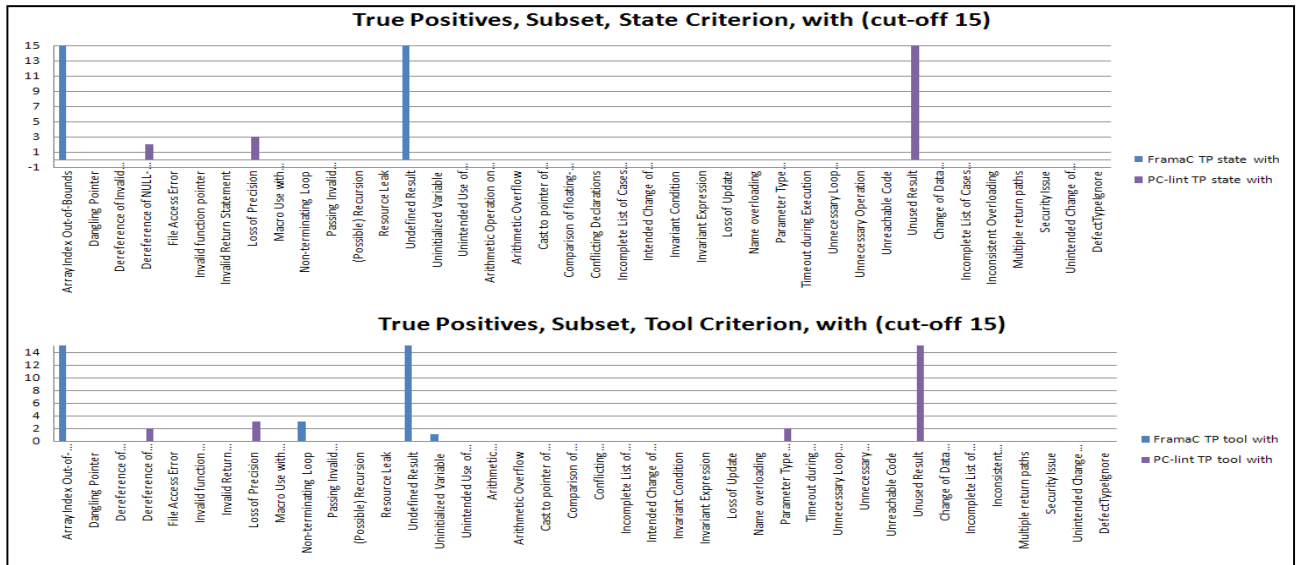 True Positives, Subset, State Criterion, with (cut-off 15)
15
13
11
9
7
5
3
1
-1
Array Index Out-of-Bounds
Dangling Pointer
Dereference of Invalid...
Dereference of NULL-...
File Access Error
Invalid function pointer
Invalid Return Statement
Loss of Precision
Macro Use with...
Non-terminating Loop
Passing Invalid...
(Possible) Recursion
Resource Leak
Undefined Result
Uninitialized Variable
Unintended Use of...
Arithmetic Operation on...
Arithmetic Overflow
Cast to pointer of...
Comparison of floating-...
Conflicting Declarations
Incomplete List of Cases...
Intended Change of...
Invariant Condition
Invariant Expression
Loss of Update
Name overloading
Parameter Type...
Timeout during Execution
Unnecessary Loop...
Unnecessary Operation
Unreachable Code
Unused Result
Change of Data...
Incomplete List of Cases...
Inconsistent Overloading
Multiple return paths
Security Issue
Unintended Change of...
DefectTypeIgnore
FramaC TP state with
PC-lint TP state with
True Positives, Subset, Tool Criterion, with (cut-off 15)
14
12
10
8
6
4
2
0
Array Index Out-of-...
Dangling Pointer
Dereference of...
Dereference of...
File Access Error
Invalid function...
Invalid Return...
Loss of Precision
Macro Use with...
Non-terminating Loop
Passing Invalid...
(Possible) Recursion
Resource Leak
Undefined Result
Uninitialized Variable
Unintended Use of...
Arithmetic...
Arithmetic Overflow
Cast to pointer of...
Comparison of...
Conflicting...
Incomplete List of...
Intended Change of...
Invariant Condition
Invariant Expression
Loss of Update
Name overloading
Parameter Type...
Timeout during...
Unnecessary Loop...
Unnecessary...
Unreachable Code
Unused Result
Change of Data...
Incomplete List of...
Inconsistent...
Multiple return paths
Security Issue
Unintended Change...
DefectTypeIgnore
FramaC TP tool with
PC-lint TP tool with